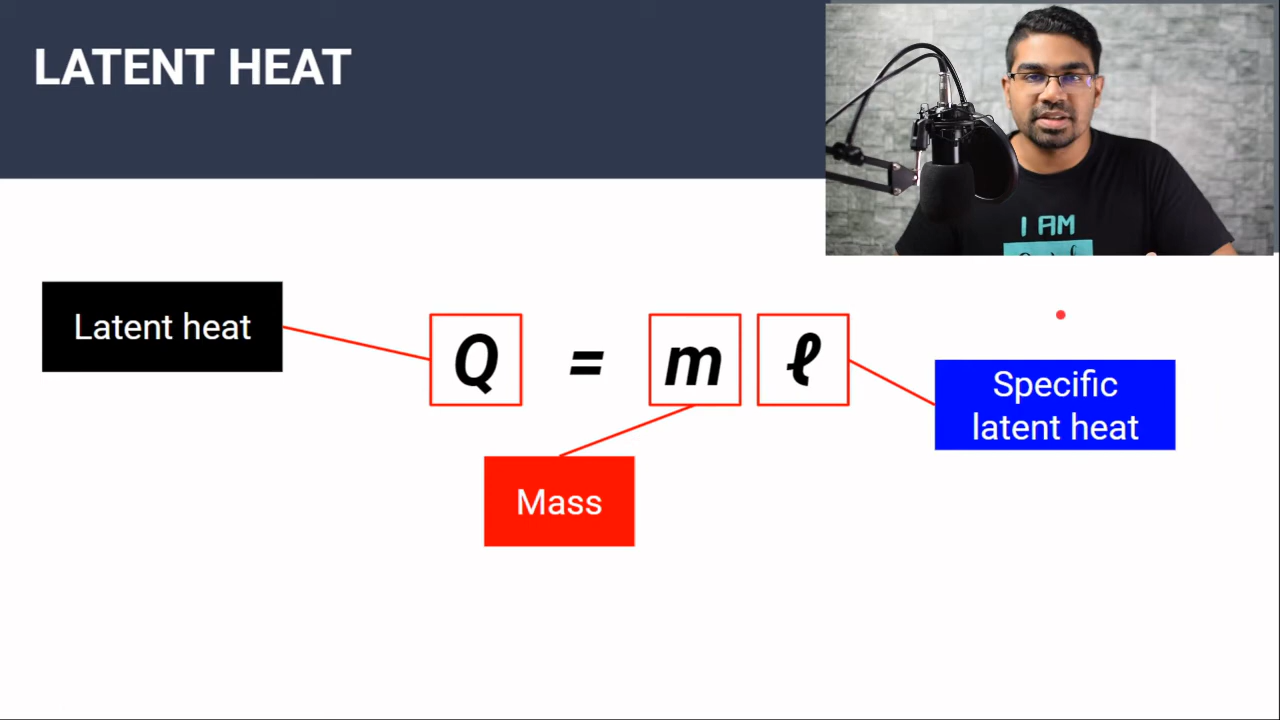 LATENT HEAT
I AM
Latent heat
Q = m ℓ
Specific
latent heat
Mass